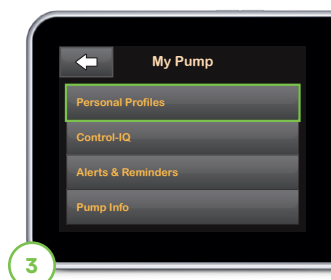 My Pump
Personal Profiles
Control-IQ
Alerts & Reminders
Pump Info
3